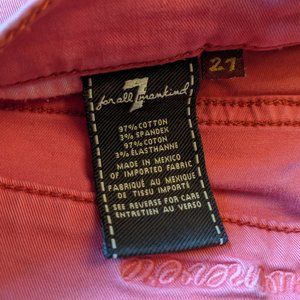 7
for all mankind
27
97% COTTON
3% SPANDEX
97% COTON
3% ÉLASTHANNE
MADE IN MEXICO
OF IMPORTED FABRIC
FABRIQUÉ AU MEXIQUE
DE TISSU IMPORTÉ
SEE REVERSE FOR CARE
ENTRETIEN AU VERSO